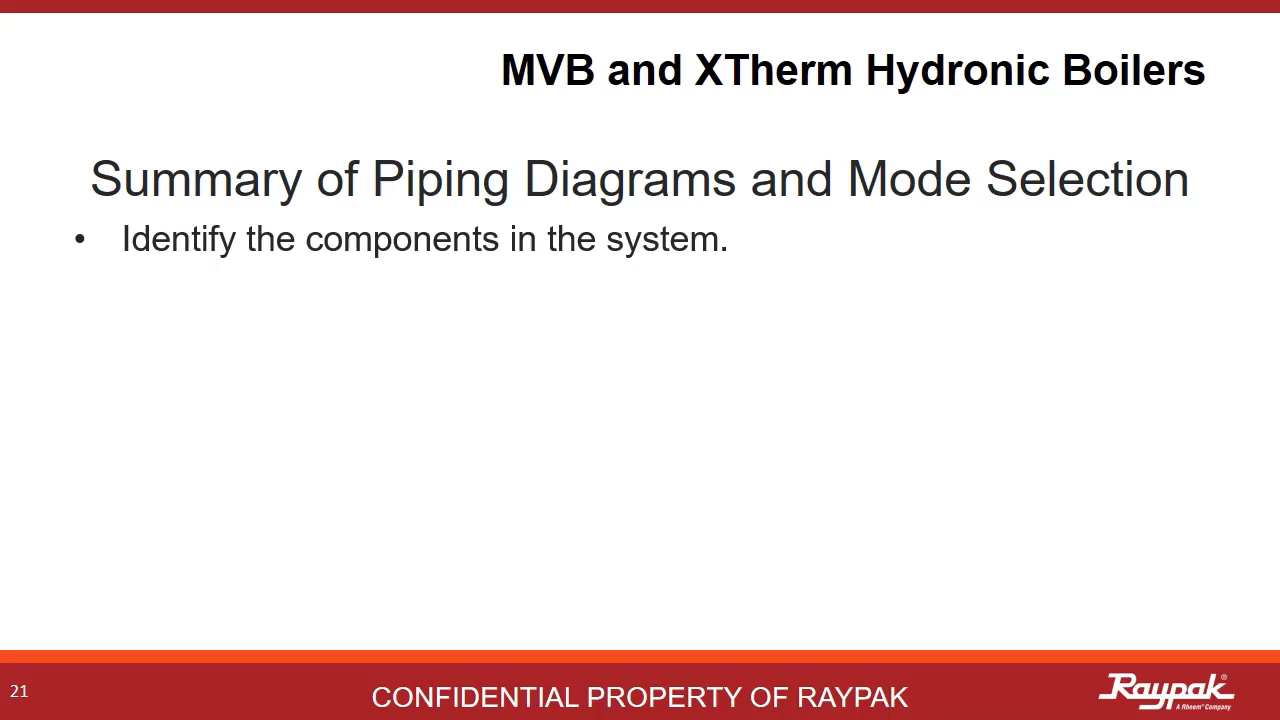 MVB and XTherm Hydronic Boilers
Summary of Piping Diagrams and Mode Selection
• Identify the components in the system.
21
CONFIDENTIAL PROPERTY OF RAYPAK
Raypak®
A Rheem® Company